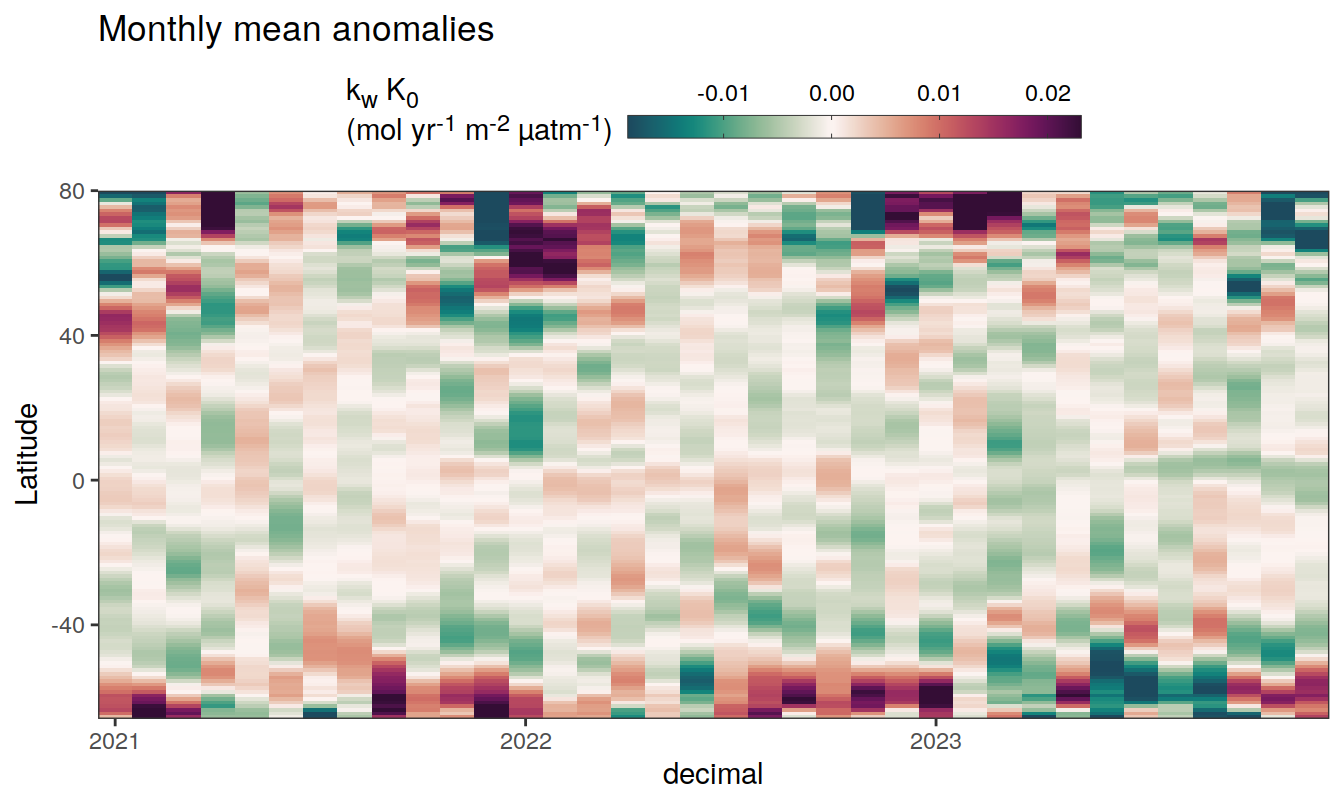 Monthly mean anomalies
k_w K_0
(mol yr^-1 m^-2 µatm^-1)
-0.01 0.00 0.01 0.02
80
40
0
-40
Latitude
2021 2022 2023
decimal